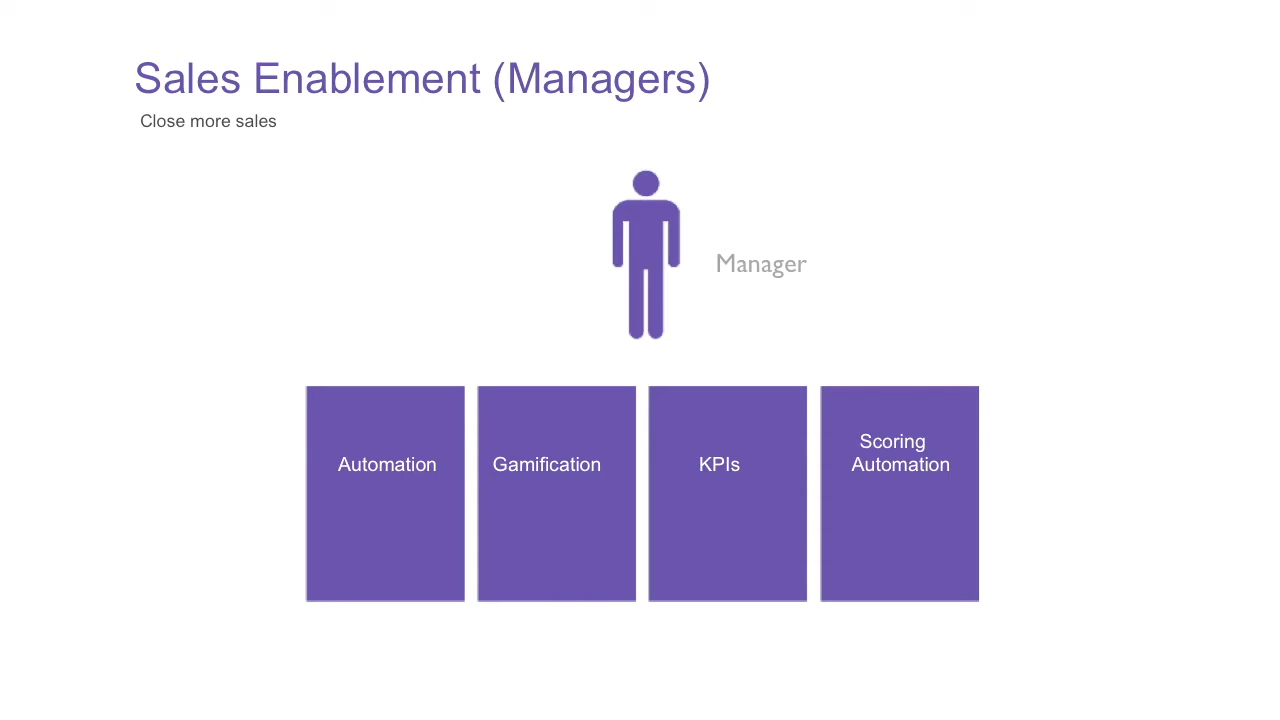 Sales Enablement (Managers)
Close more sales
Manager
Automation
Gamification
KPIs
Scoring
Automation